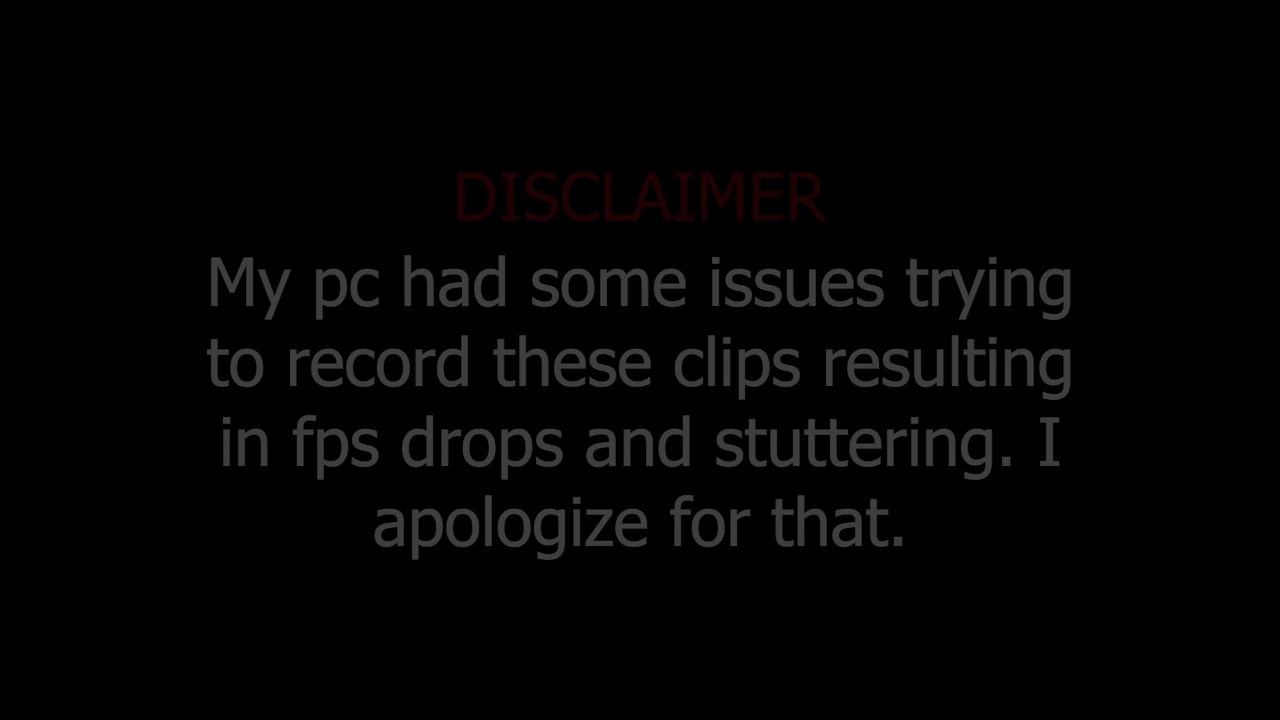 DISCLAIMER
My pc had some issues trying
to record these clips resulting
in fps drops and stuttering. I
apologize for that.